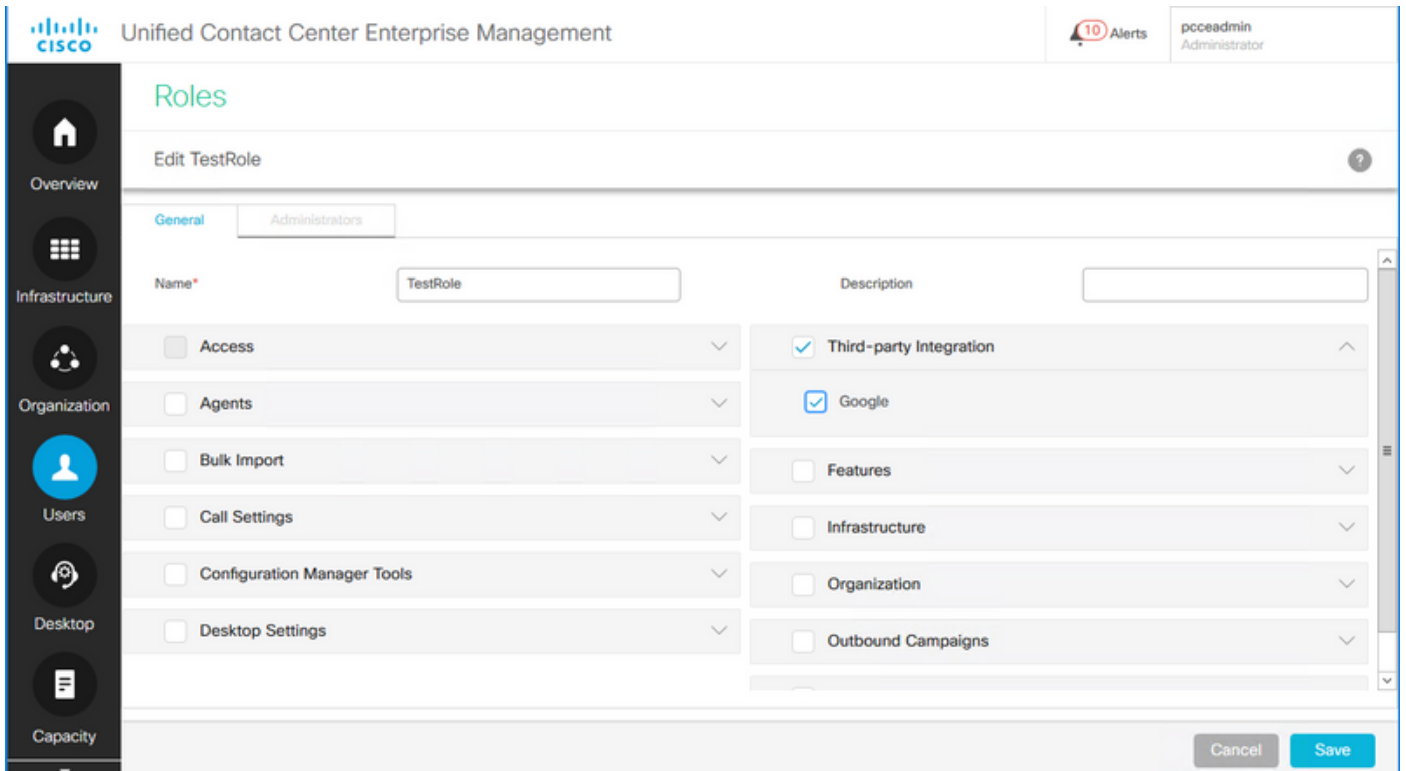 CISCO
Unified Contact Center Enterprise Management
10 Alerts
pcceadmin
Administrator
Overview
Infrastructure
Organization
Users
Desktop
Capacity
Roles
Edit TestRole
?
General
Administrators
Name*
TestRole
Description
Access
Agents
Bulk Import
Call Settings
Configuration Manager Tools
Desktop Settings
Third-party Integration
Google
Features
Infrastructure
Organization
Outbound Campaigns
Cancel
Save